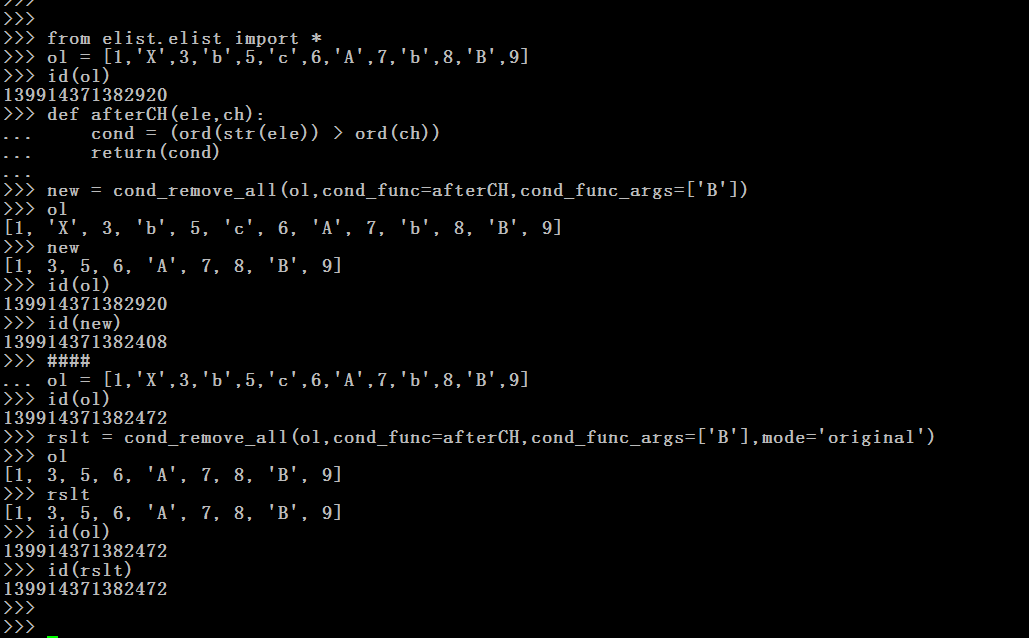 >>>
>>>
>>> from elist.elist import *
>>> ol = [1,'X',3,'b',5,'c',6,'A',7,'b',8,'B',9]
>>> id(ol)
139914371382920
>>> def afterCH(ele,ch):
...     cond = (ord(str(ele)) > ord(ch))
...     return(cond)
...
>>> new = cond_remove_all(ol,cond_func=afterCH,cond_func_args=['B'])
>>> ol
[1, 'X', 3, 'b', 5, 'c', 6, 'A', 7, 'b', 8, 'B', 9]
>>> new
[1, 3, 5, 6, 'A', 7, 8, 'B', 9]
>>> id(ol)
139914371382920
>>> id(new)
139914371382408
>>> ####
... ol = [1,'X',3,'b',5,'c',6,'A',7,'b',8,'B',9]
>>> id(ol)
139914371382472
>>> rslt = cond_remove_all(ol,cond_func=afterCH,cond_func_args=['B'],mode='original')
>>> ol
[1, 3, 5, 6, 'A', 7, 8, 'B', 9]
>>> rslt
[1, 3, 5, 6, 'A', 7, 8, 'B', 9]
>>> id(ol)
139914371382472
>>> id(rslt)
139914371382472
>>>
>>>